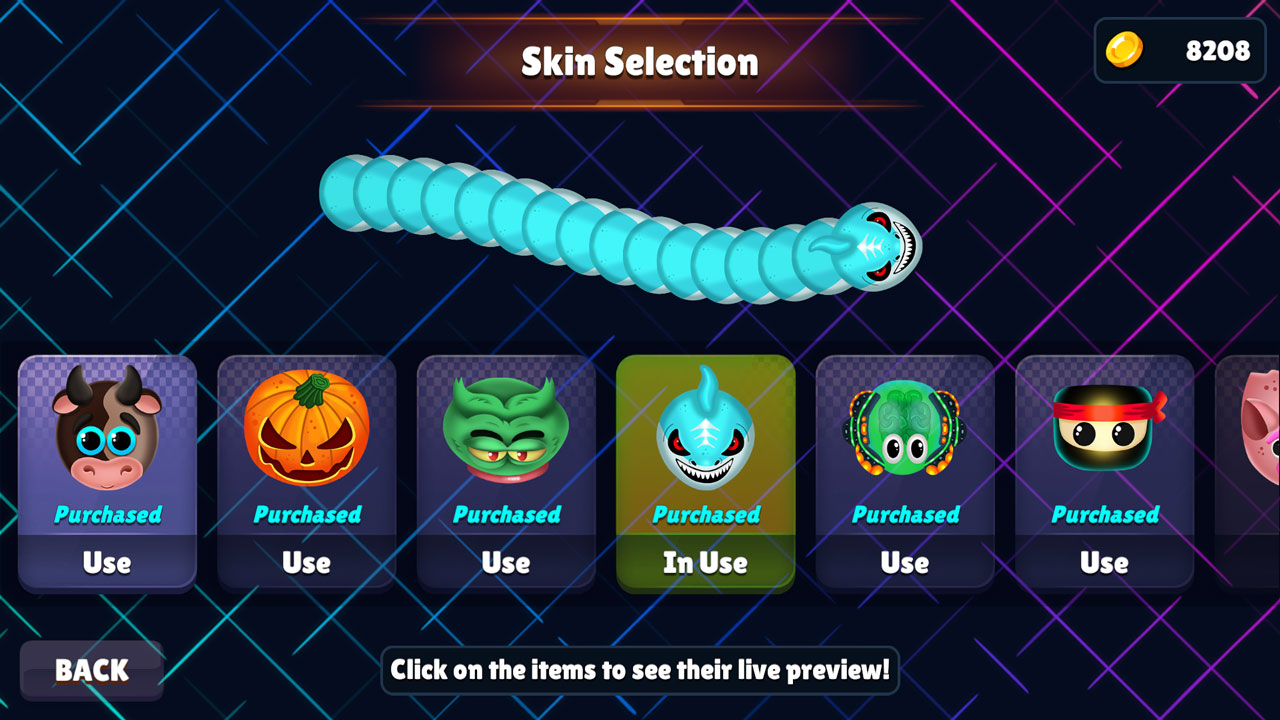 Skin Selection
8208
Purchased
Use
Purchased
Use
Purchased
Use
Purchased
In Use
Purchased
Use
Purchased
Use
BACK
Click on the items to see their live preview!